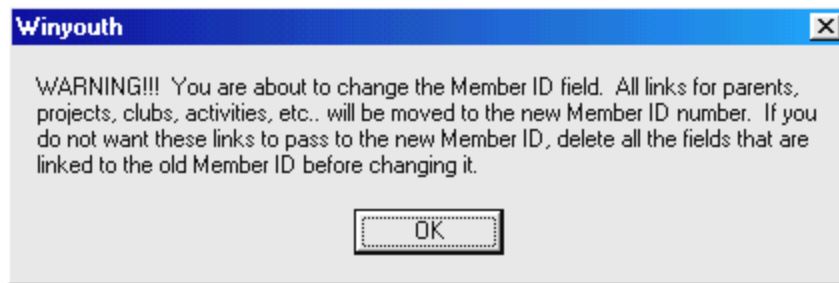 Winyouth
WARNING!!! You are about to change the Member ID field. All links for parents,
projects, clubs, activities, etc.. will be moved to the new Member ID number. If you
do not want these links to pass to the new Member ID, delete all the fields that are
linked to the old Member ID before changing it.
OK